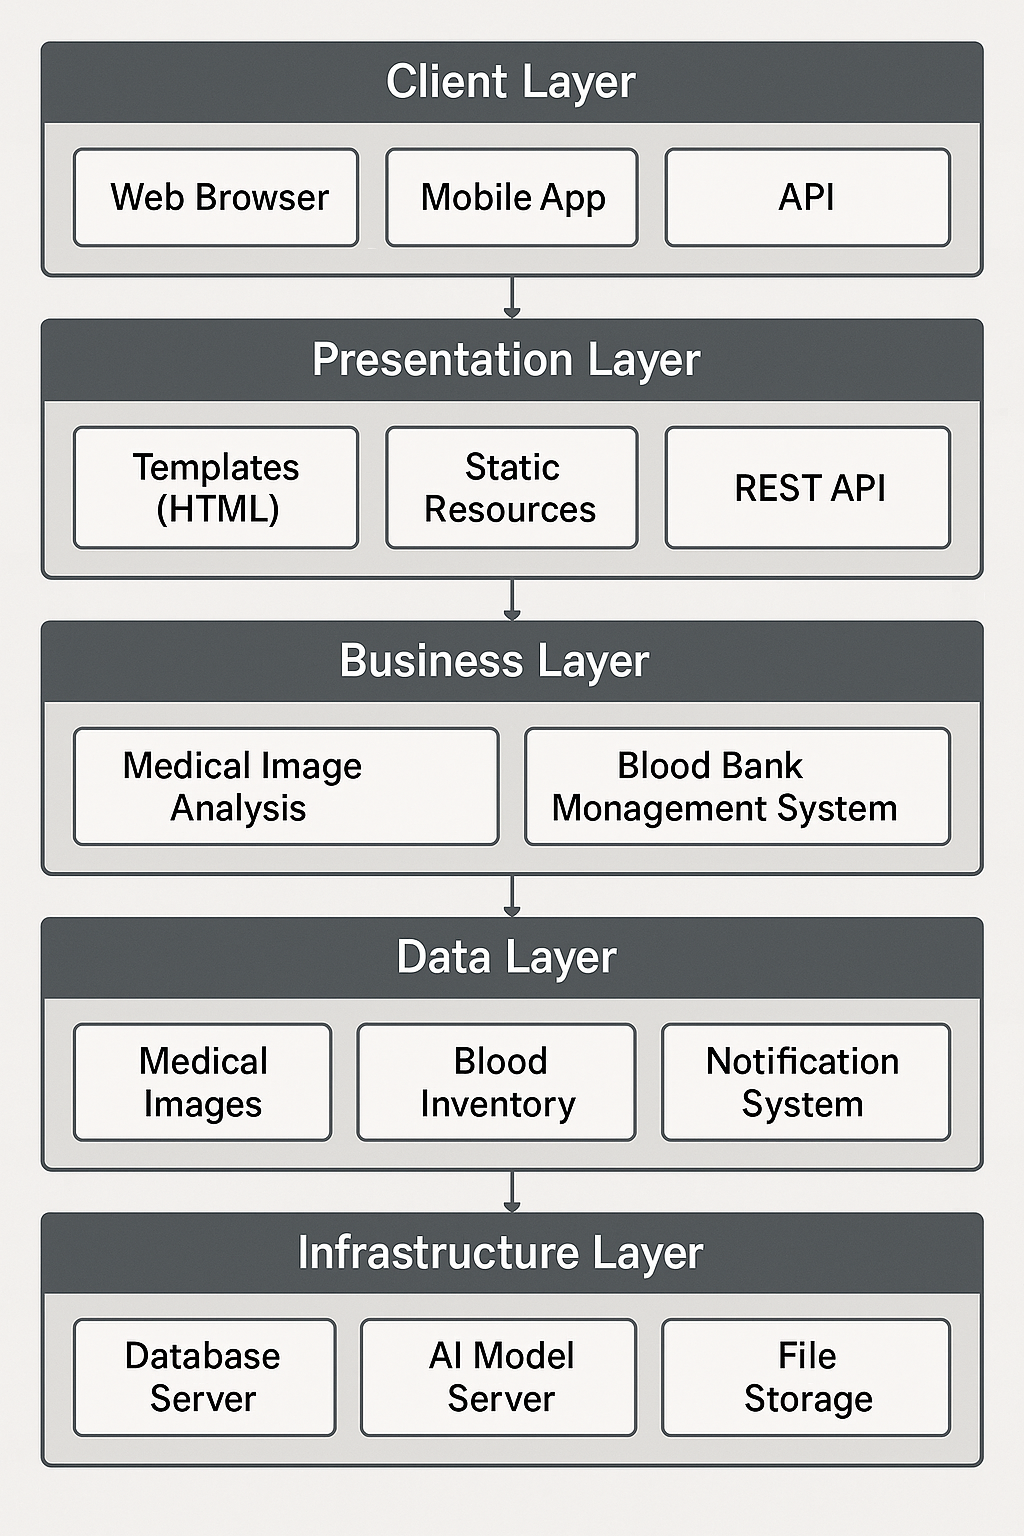 Client Layer
Web Browser
Mobile App
API
Presentation Layer
Templates
(HTML)
Static
Resources
REST API
Business Layer
Medical Image
Analysis
Blood Bank
Monagement System
Data Layer
Medical
Images
Blood
Inventory
Notification
System
Infrastructure Layer
Database
Server
AI Model
Server
File
Storage